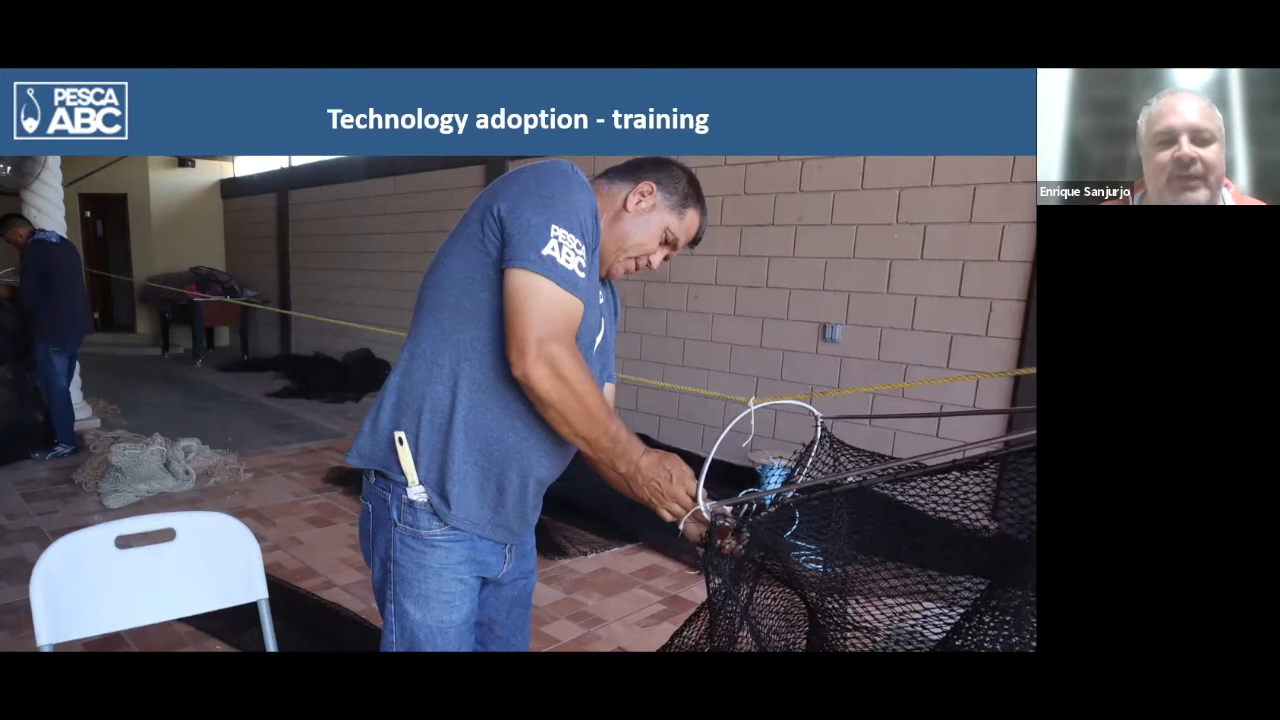 PESCA
ABC
Technology adoption - training
Enrique Sanjurjo
PESCA
ABC